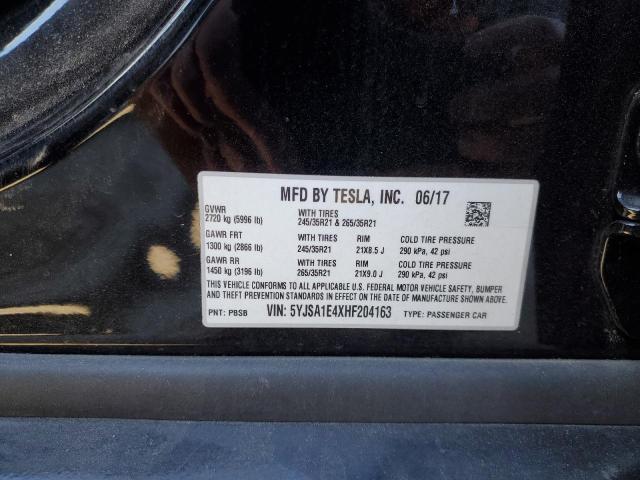 MFD BY TESLA, INC. 06/17
GVWR WITH TIRES
2720 kg (5996 lb) 245/35R21 & 265/35R21
GAWR FRT WITH TIRES RIM COLD TIRE PRESSURE
1300 kg (2866 lb) 245/35R21 21X8.5 J 290 kPa, 42 psi
GAWR RR WITH TIRES RIM COLD TIRE PRESSURE
1450 kg (3196 lb) 265/35R21 21X9.0 J 290 kPa, 42 psi
THIS VEHICLE CONFORMS TO ALL APPLICABLE U.S. FEDERAL MOTOR VEHICLE SAFETY, BUMPER
AND THEFT PREVENTION STANDARDS IN EFFECT ON THE DATE OF MANUFACTURE SHOWN ABOVE.
PNT: PBSB VIN: 5YJSA1E4XHF204163 TYPE: PASSENGER CAR